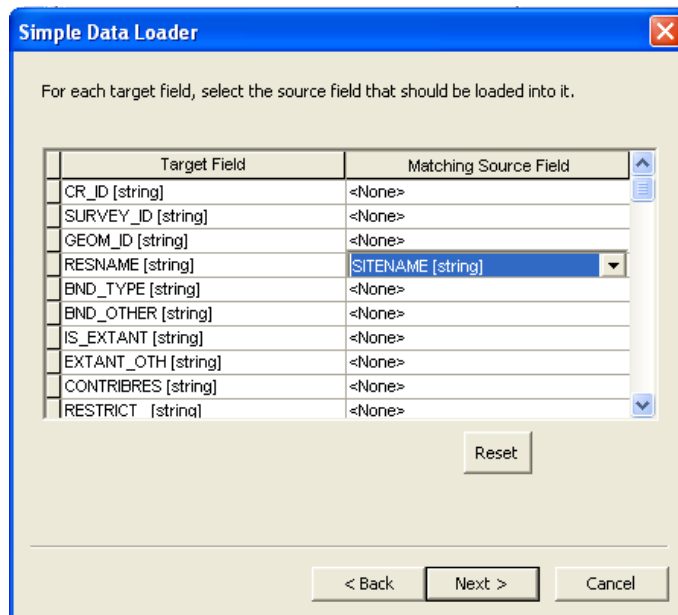 Simple Data Loader
For each target field, select the source field that should be loaded into it.
Target Field Matching Source Field
CR_ID [string] <None>
SURVEY_ID [string] <None>
GEOM_ID [string] <None>
RESNAME [string] SITENAME [string]
BND_TYPE [string] <None>
BND_OTHER [string] <None>
IS_EXTANT [string] <None>
EXTANT_OTH [string] <None>
CONTRIBRES [string] <None>
RESTRICT_ [string] <None>
Reset
< Back Next > Cancel